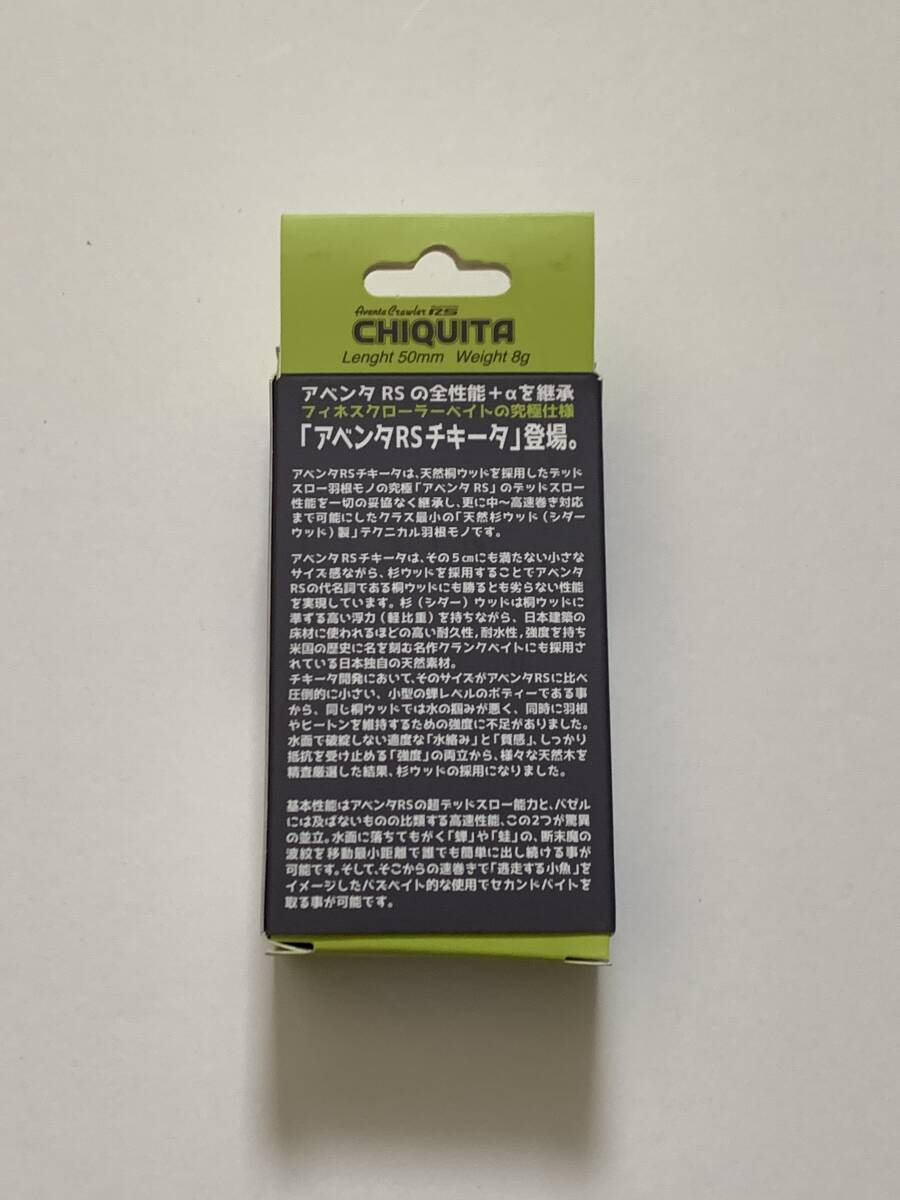 Aventa Crawler RS
CHIQUITA
Lenght 50mm Weight 8g
アベンタ RS の全性能＋αを継承
フィネスクローラーベイトの究極仕様
「アベンタRSチキータ」登場。
アベンタRSチキータは、天然桐ウッドを採用したデッド
スロー羽根モノの究極「アベンタ RS」のデッドスロー
性能を一切の妥協なく継承し、更に中〜高速巻き対応
まで可能にしたクラス最小の「天然杉ウッド（シダー
ウッド）製」テクニカル羽根モノです。
アベンタRSチキータは、その5㎝にも満たない小さな
サイズ感ながら、杉ウッドを採用することでアベンタ
RSの代名詞である桐ウッドにも勝るとも劣らない性能
を実現しています。杉（シダー）ウッドは桐ウッドに
準ずる高い浮力（軽比重）を持ちながら、日本建築の
床材に使われるほどの高い耐久性,耐水性,強度を持ち
米国の歴史に名を刻む名作クランクベイトにも採用さ
れている日本独自の天然素材。
チキータ開発において、そのサイズがアベンタRSに比べ
圧倒的に小さい、小型の蝉レベルのボディーである事
から、同じ桐ウッドでは水の掴みが悪く、同時に羽根
やヒートンを維持するための強度に不足がありました。
水面で破綻しない適度な「水絡み」と「質感」、しっかり
抵抗を受け止める「強度」の両立から、様々な天然木を
精査厳選した結果、杉ウッドの採用になりました。
基本性能はアベンタRSの超デッドスロー能力と、バゼル
には及ばないものの比類する高速性能、この2つが驚異
の並立。水面に落ちてもがく「蝉」や「蛙」の、断末魔の
波紋を移動最小距離で誰でも簡単に出し続ける事が
可能です。そして、そこからの速巻きで「逃走する小魚」を
イメージしたバズベイト的な使用でセカンドバイトを
取る事が可能です。